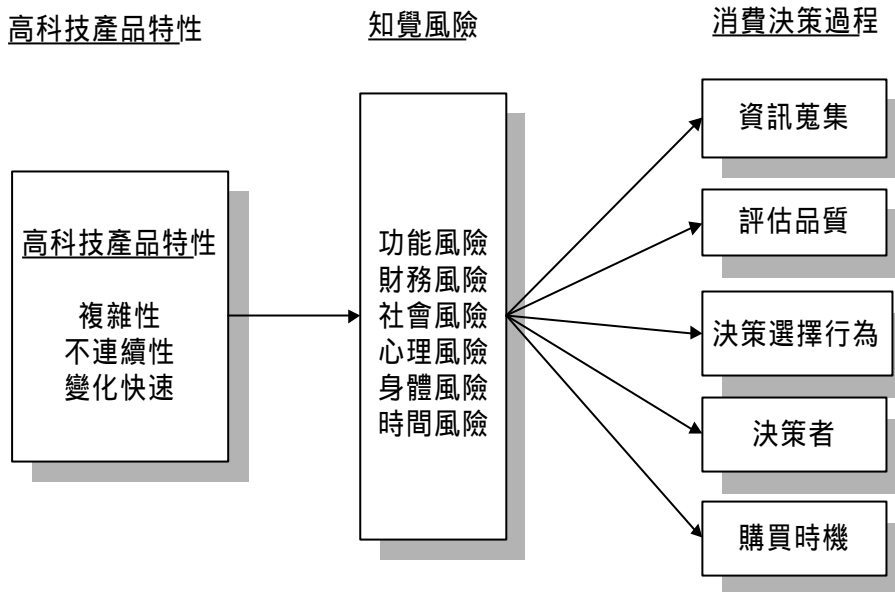 高科技產品特性
知覺風險
消費決策過程
高科技產品特性
複雜性
不連續性
變化快速
功能風險
財務風險
社會風險
心理風險
身體風險
時間風險
資訊蒐集
評估品質
決策選擇行為
決策者
購買時機